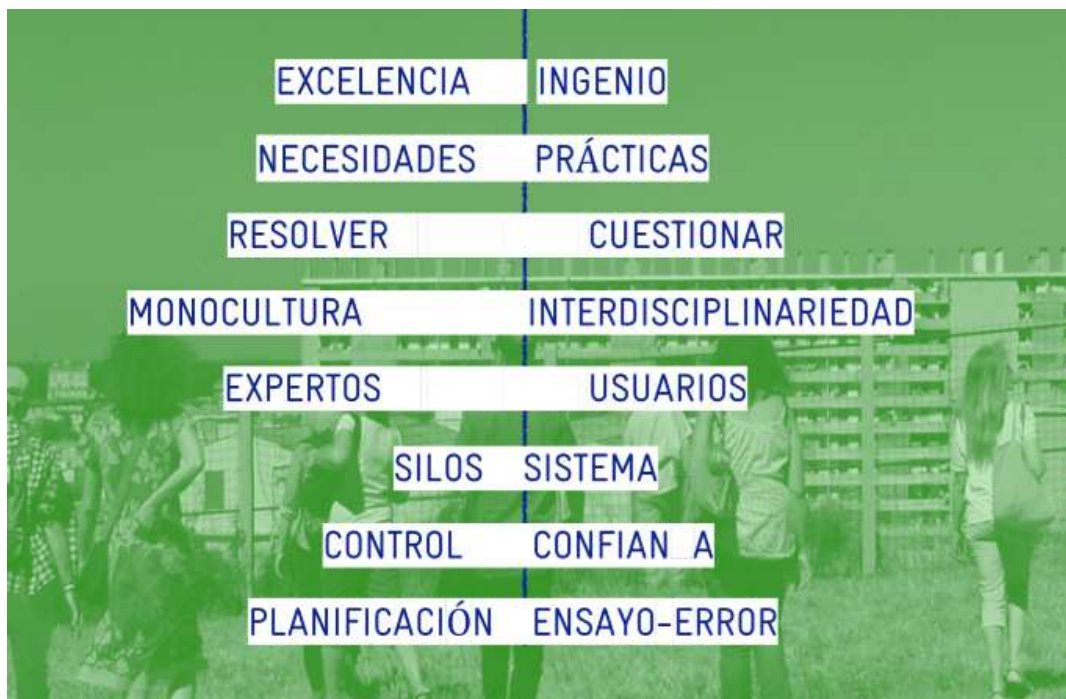 EXCELENCIA INGENIO
NECESIDADES PRÁCTICAS
RESOLVER CUESTIONAR
MONOCULTURA INTERDISCIPLINARIEDAD
EXPERTOS USUARIOS
SILOS SISTEMA
CONTROL CONFIAN A
PLANIFICACIÓN ENSAYO-ERROR